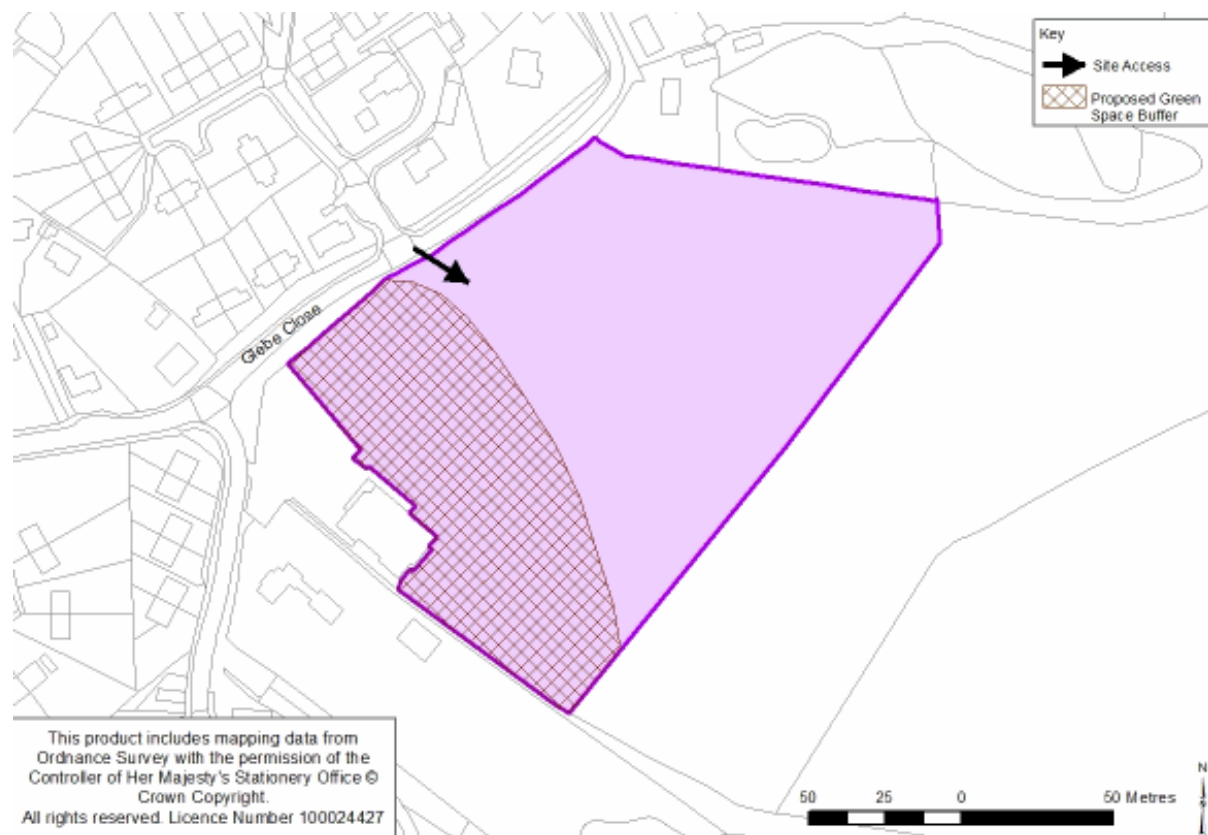 Key
Site Access
Proposed Green
Space Buffer
Glebe Close
This product includes mapping data from
Ordnance Survey with the permission of the
Controller of Her Majesty's Stationery Office ©
Crown Copyright.
All rights reserved. Licence Number 100024427
50 25 0 50 Metres
N